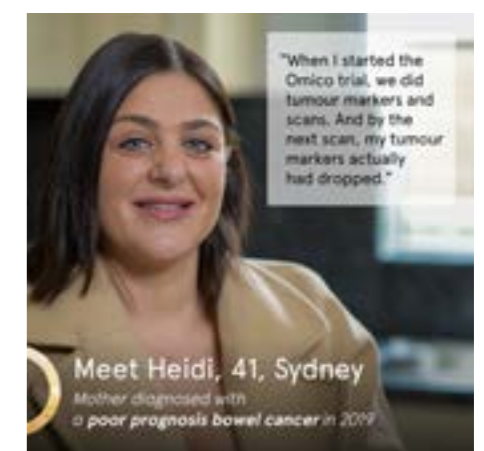 "When I started the
Omico trial, we did
tumour markers and
scans. And by the
next scan, my tumour
markers actually
had dropped."
Meet Heidi, 41, Sydney
Mother diagnosed with
a poor prognosis bowel cancer in 2019